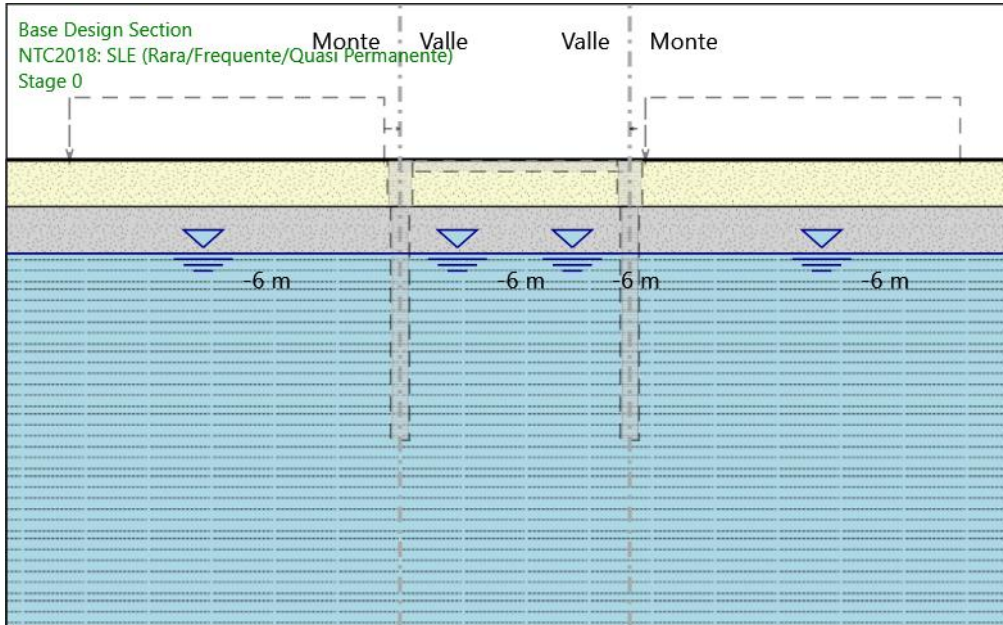 Base Design Section
Monte Valle Valle Monte
NTC2018: SLE (Rara/Frequente/Quasi Permanente)
Stage 0
-6 m -6 m -6 m -6 m